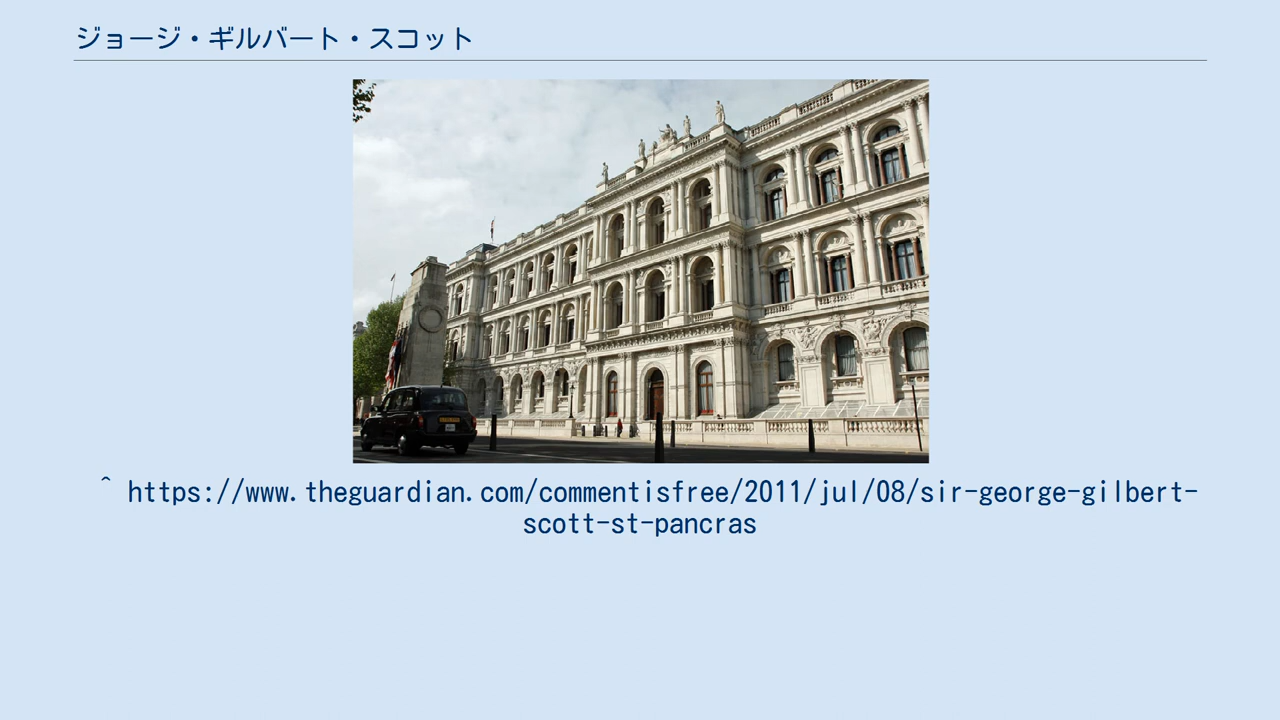 ジョージ・ギルバート・スコット
^ https://www.theguardian.com/commentisfree/2011/jul/08/sir-george-gilbert-
scott-st-pancras